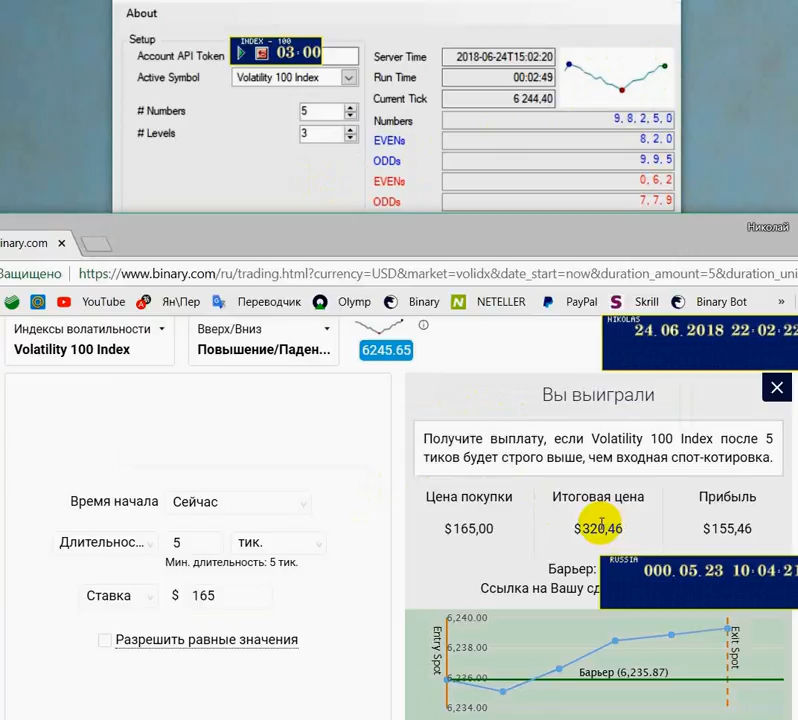 About
Setup
Account API Token
INDEX - 100
03:00
Active Symbol
Volatility 100 Index
# Numbers
5
# Levels
3
Server Time
2018-06-24T15:02:20
Run Time
00:02:49
Current Tick
6 244,40
Numbers
9, 8, 2, 5, 0
EVENs
8, 2, 0
ODDs
9, 9, 5
EVENs
0, 6, 2
ODDs
7, 7, 9
Николай
inary.com
Защищено
https://www.binary.com/ru/trading.html?currency=USD&market=volidx&date_start=now&duration_amount=5&duration_uni
YouTube
Ян\Пер
Переводчик
Olymp
Binary
NETELLER
PayPal
Skrill
Binary Bot
»
Индексы волатильности
Volatility 100 Index
Вверх/Вниз
Повышение/Паден...
6245.65
NIKOLAS
24.06.2018 22:02:22
Вы выиграли
Получите выплату, если Volatility 100 Index после 5
тиков будет строго выше, чем входная спот-котировка.
Цена покупки
Итоговая цена
Прибыль
$165,00
$320,46
$155,46
Барьер:
Ссылка на Вашу сд
RUSSIA
000.05.23 10:04:21
Время начала
Сейчас
Длительнос...
5
тик.
Мин. длительность: 5 тик.
Ставка
$
165
Разрешить равные значения
6,240.00
6,238.00
6,236.00
6,234.00
Entry Spot
Барьер (6,235.87)
Exit Spot